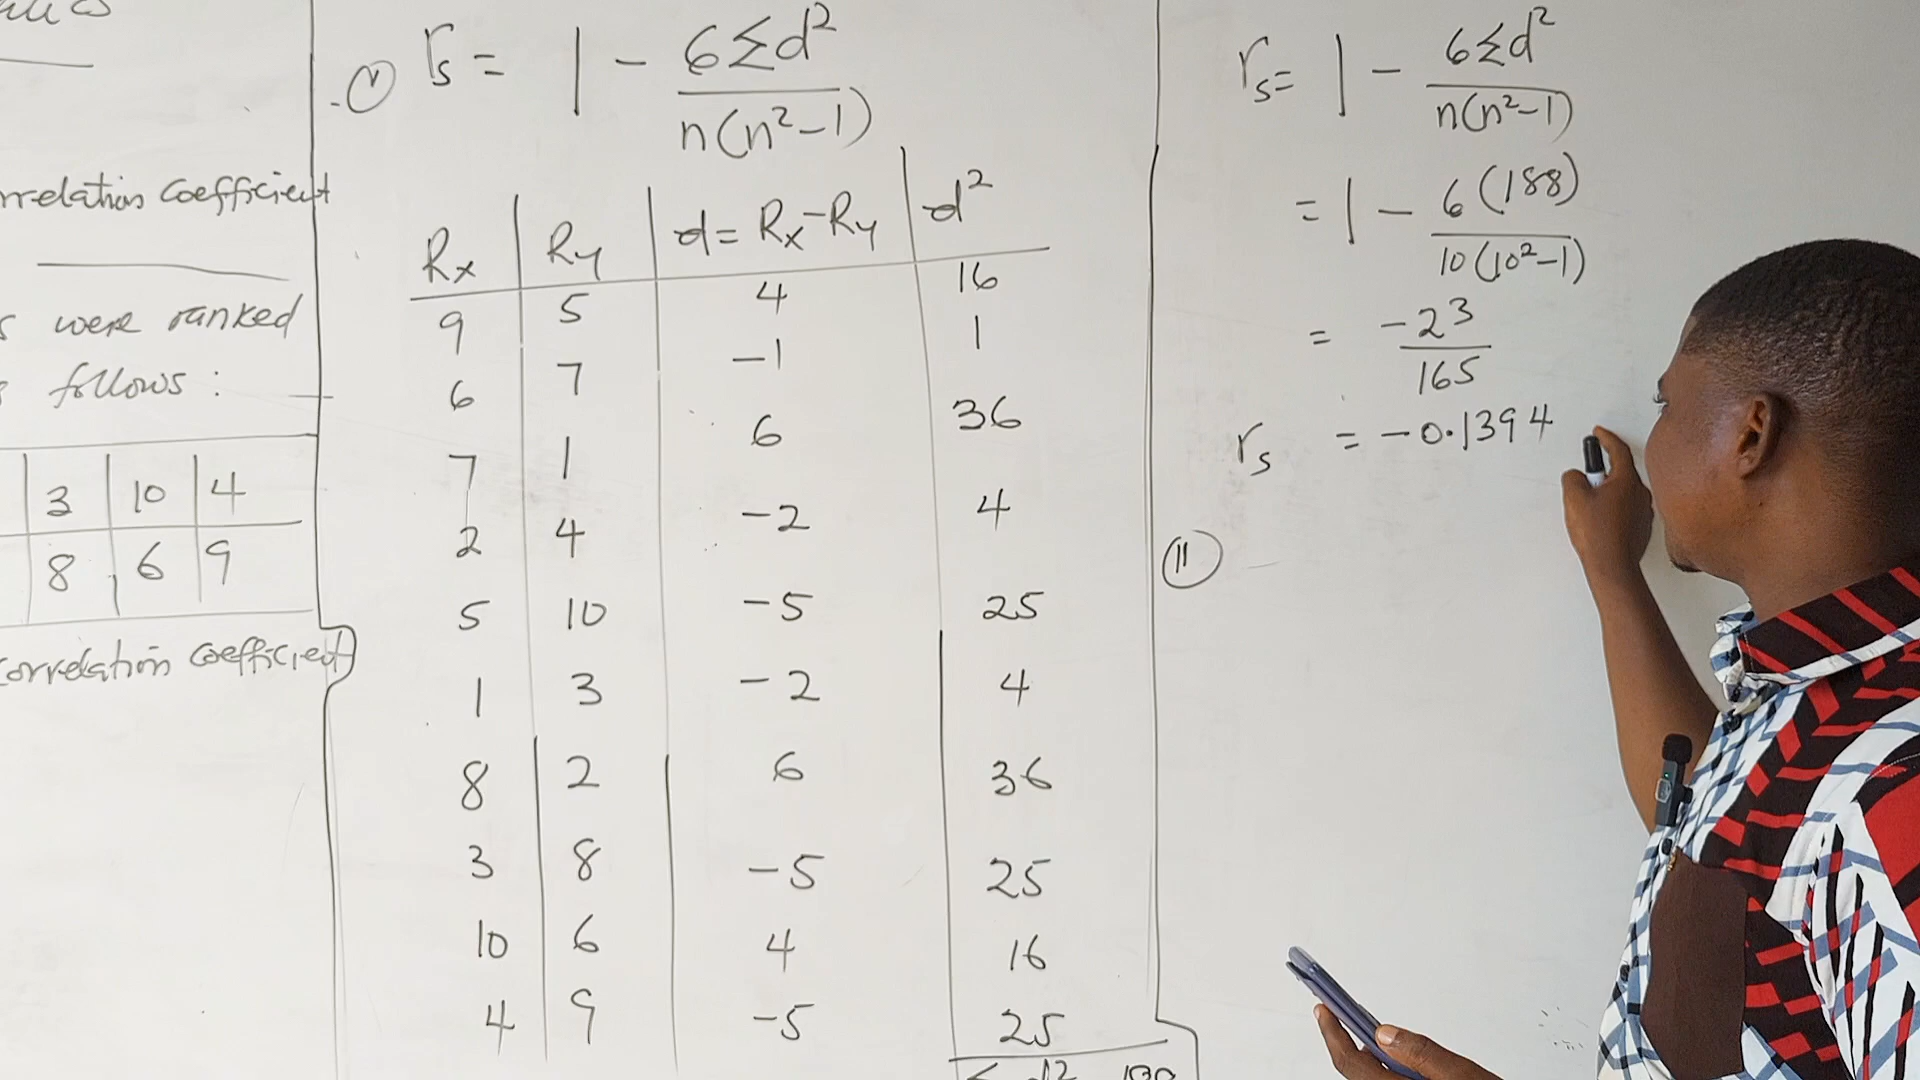 rrelation Coefficient
were ranked
follows :
3 | 10 | 4
8 | 6 | 9
correlation coefficient
(I) rₛ = 1 - 6Σd² / n(n²-1)
Rx | Ry | d = Rx - Ry | d²
9 | 5 | 4 | 16
6 | 7 | -1 | 1
7 | 1 | 6 | 36
2 | 4 | -2 | 4
5 | 10 | -5 | 25
1 | 3 | -2 | 4
8 | 2 | 6 | 36
3 | 8 | -5 | 25
10 | 6 | 4 | 16
4 | 9 | -5 | 25
rₛ = 1 - 6Σd² / n(n²-1)
= 1 - 6(188) / 10(10²-1)
= -23 / 165
rₛ = -0.1394
(II)